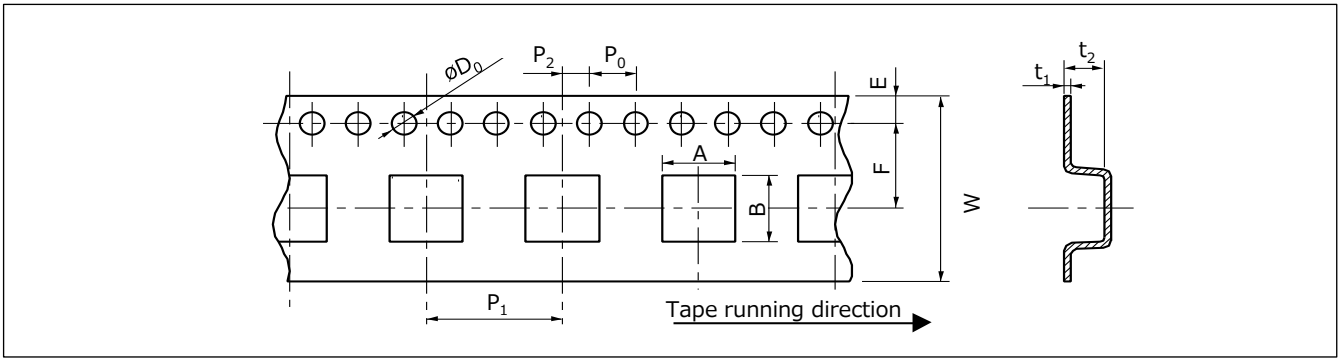 t₂
P₂ P₀
øD₀
t₁
E
A
F
B
W
P₁
Tape running direction